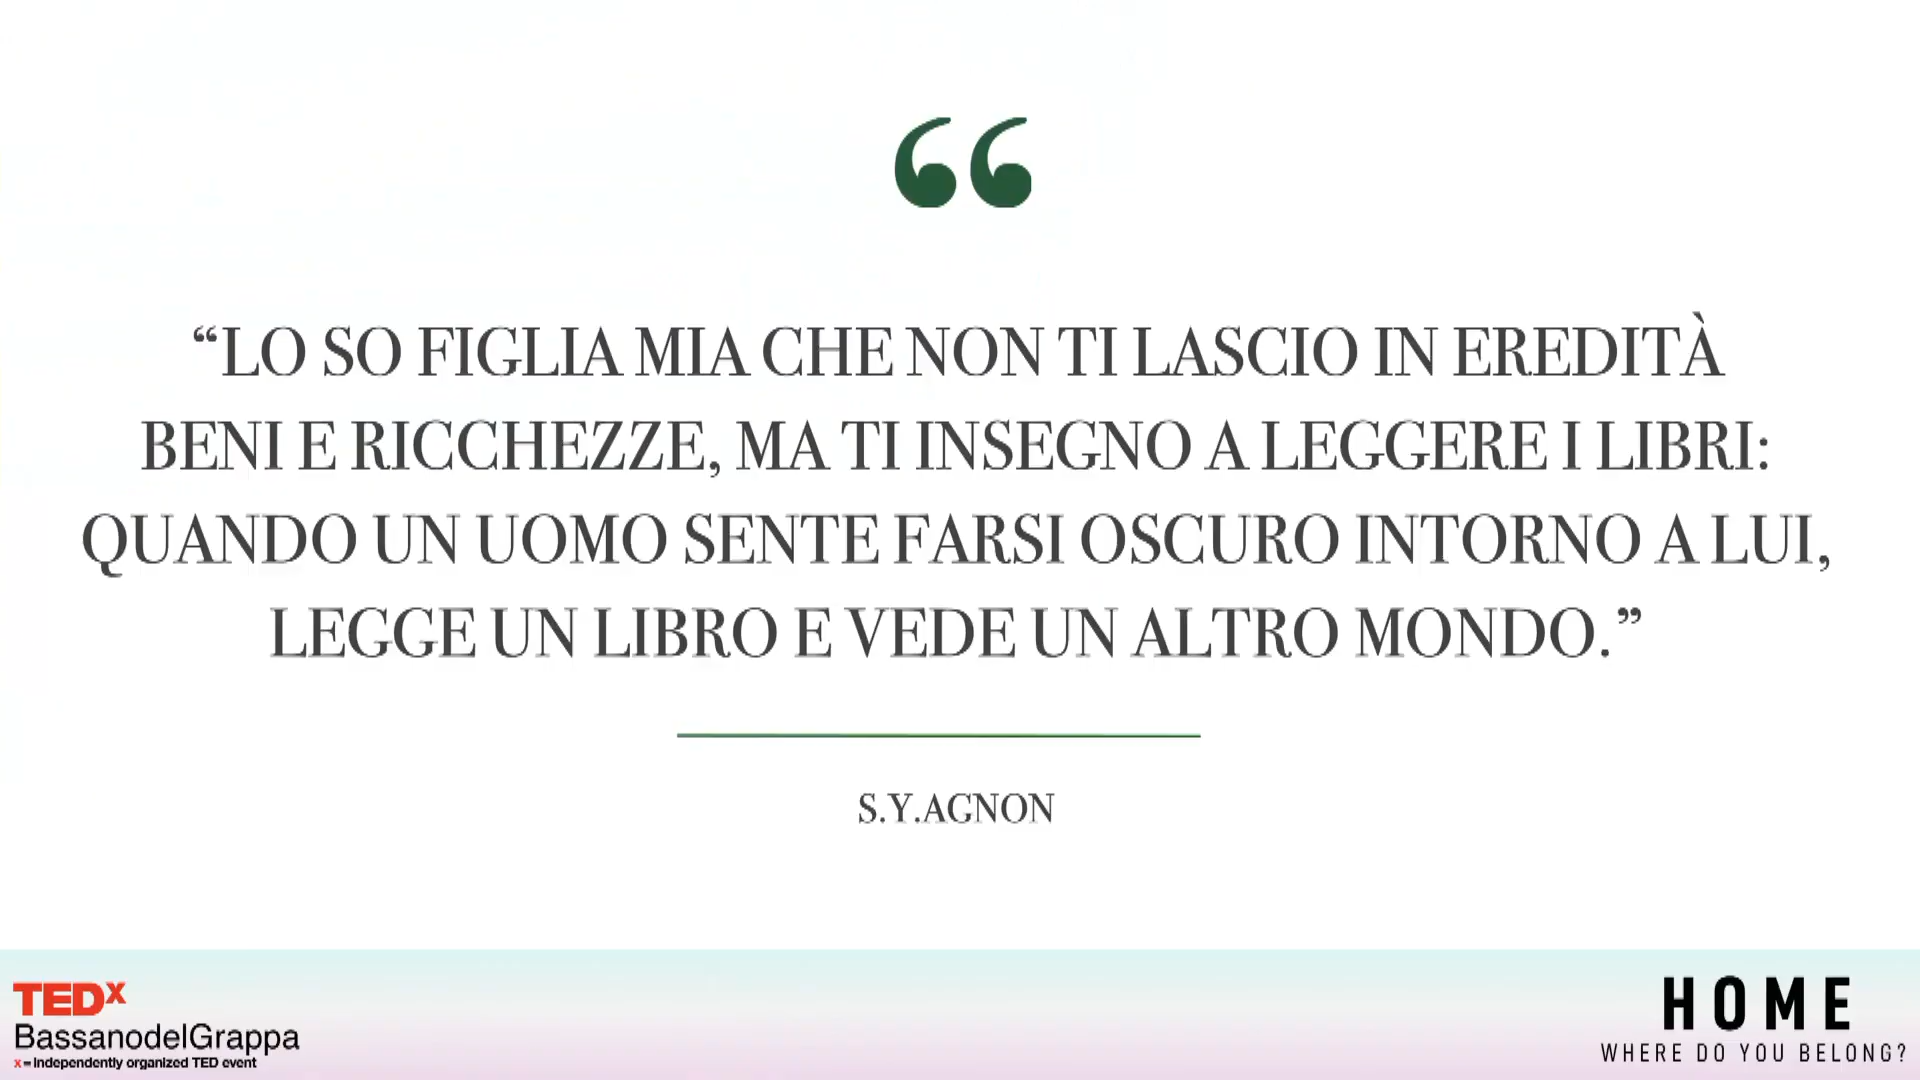 “LO SO FIGLIA MIA CHE NON TI LASCIO IN EREDITÀ
BENI E RICCHEZZE, MA TI INSEGNO A LEGGERE I LIBRI:
QUANDO UN UOMO SENTE FARSI OSCURO INTORNO A LUI,
LEGGE UN LIBRO E VEDE UN ALTRO MONDO.”
S.Y.AGNON
TEDx
BassanodelGrappa
x = independently organized TED event
HOME
WHERE DO YOU BELONG?